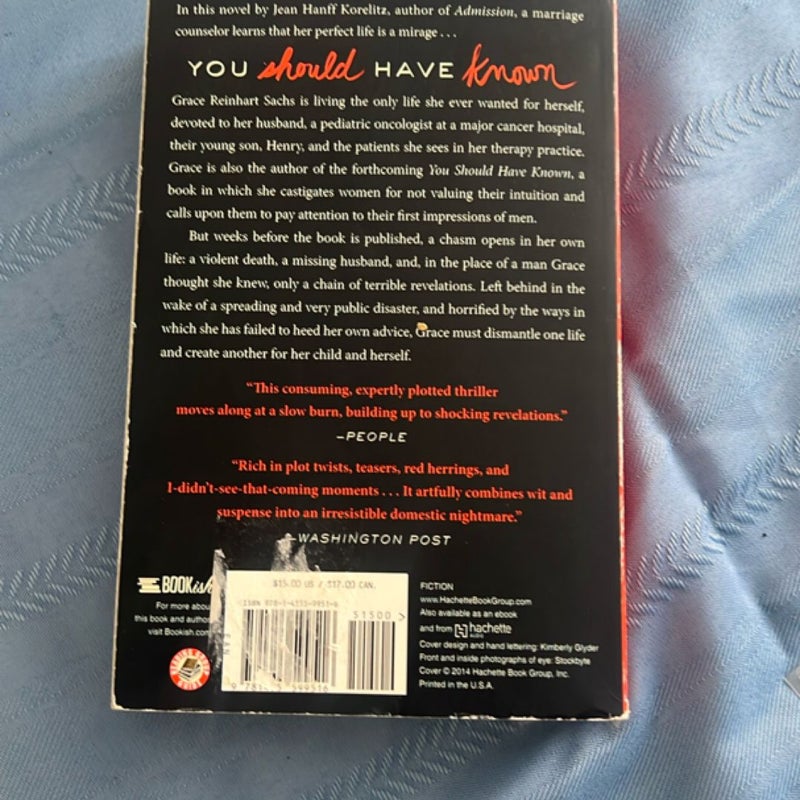 In this novel by Jean Hanff Korelitz, author of Admission, a marriage
counselor learns that her perfect life is a mirage . . .
YOU should HAVE known
Grace Reinhart Sachs is living the only life she ever wanted for herself,
devoted to her husband, a pediatric oncologist at a major cancer hospital,
their young son, Henry, and the patients she sees in her therapy practice.
Grace is also the author of the forthcoming You Should Have Known, a
book in which she castigates women for not valuing their intuition and
calls upon them to pay attention to their first impressions of men.
But weeks before the book is published, a chasm opens in her own
life: a violent death, a missing husband, and, in the place of a man Grace
thought she knew, only a chain of terrible revelations. Left behind in the
wake of a spreading and very public disaster, and horrified by the ways in
which she has failed to heed her own advice, Grace must dismantle one life
and create another for her child and herself.
“This consuming, expertly plotted thriller
moves along at a slow burn, building up to shocking revelations.”
–PEOPLE
“Rich in plot twists, teasers, red herrings, and
I-didn’t-see-that-coming moments . . . It artfully combines wit and
suspense into an irresistible domestic nightmare.”
–WASHINGTON POST
BOOKish
For more about
this book and author
visit Bookish.com
READING GROUP GUIDE
$15.00 US / $17.00 CAN.
EAN
51500 >
FICTION
www.HachetteBookGroup.com
Also available as an ebook
and from hachette AUDIO
Cover design and hand lettering: Kimberly Glyder
Front and inside photographs of eye: Stockbyte
Cover © 2014 Hachette Book Group, Inc.
Printed in the U.S.A.